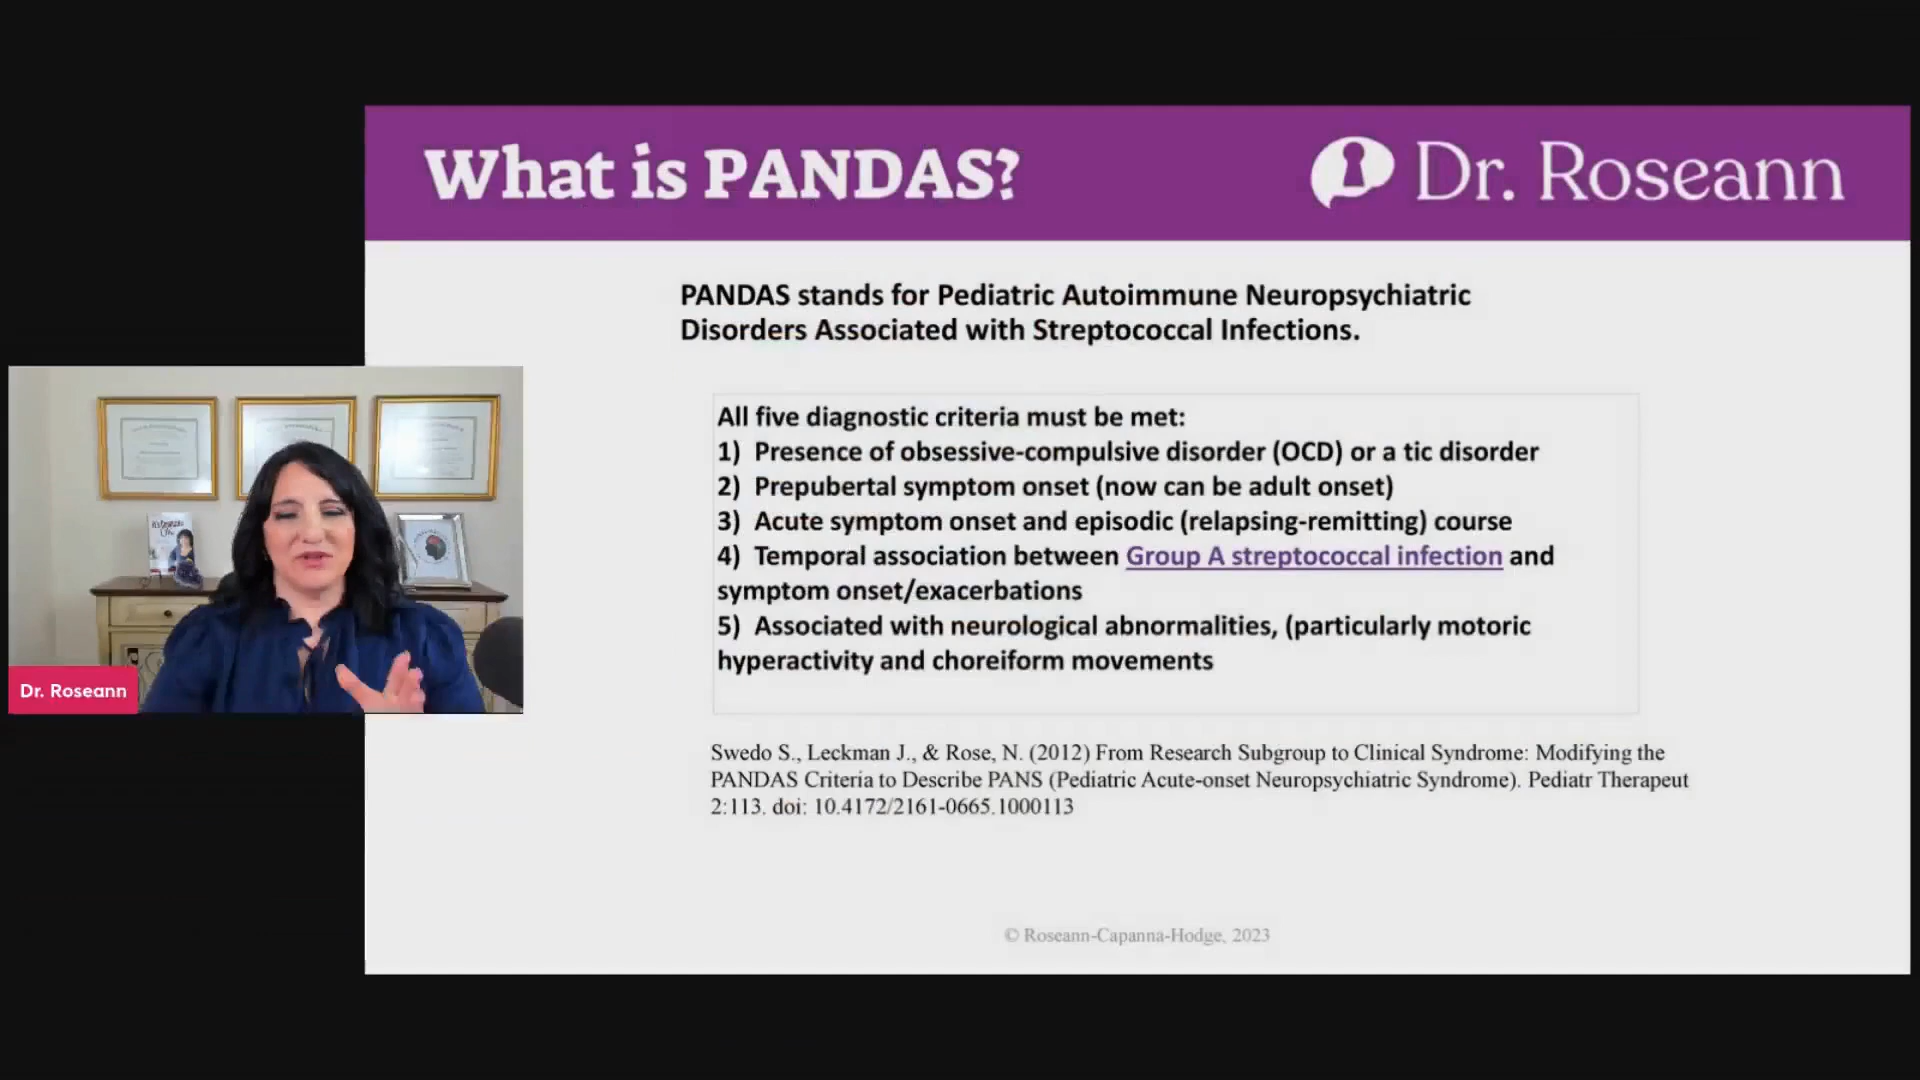 What is PANDAS?
Dr. Roseann
PANDAS stands for Pediatric Autoimmune Neuropsychiatric
Disorders Associated with Streptococcal Infections.
All five diagnostic criteria must be met:
1) Presence of obsessive-compulsive disorder (OCD) or a tic disorder
2) Prepubertal symptom onset (now can be adult onset)
3) Acute symptom onset and episodic (relapsing-remitting) course
4) Temporal association between Group A streptococcal infection and
symptom onset/exacerbations
5) Associated with neurological abnormalities, (particularly motoric
hyperactivity and choreiform movements
Dr. Roseann
Swedo S., Leckman J., & Rose, N. (2012) From Research Subgroup to Clinical Syndrome: Modifying the
PANDAS Criteria to Describe PANS (Pediatric Acute-onset Neuropsychiatric Syndrome). Pediatr Therapeut
2:113. doi: 10.4172/2161-0665.1000113
© Roseann-Capanna-Hodge, 2023